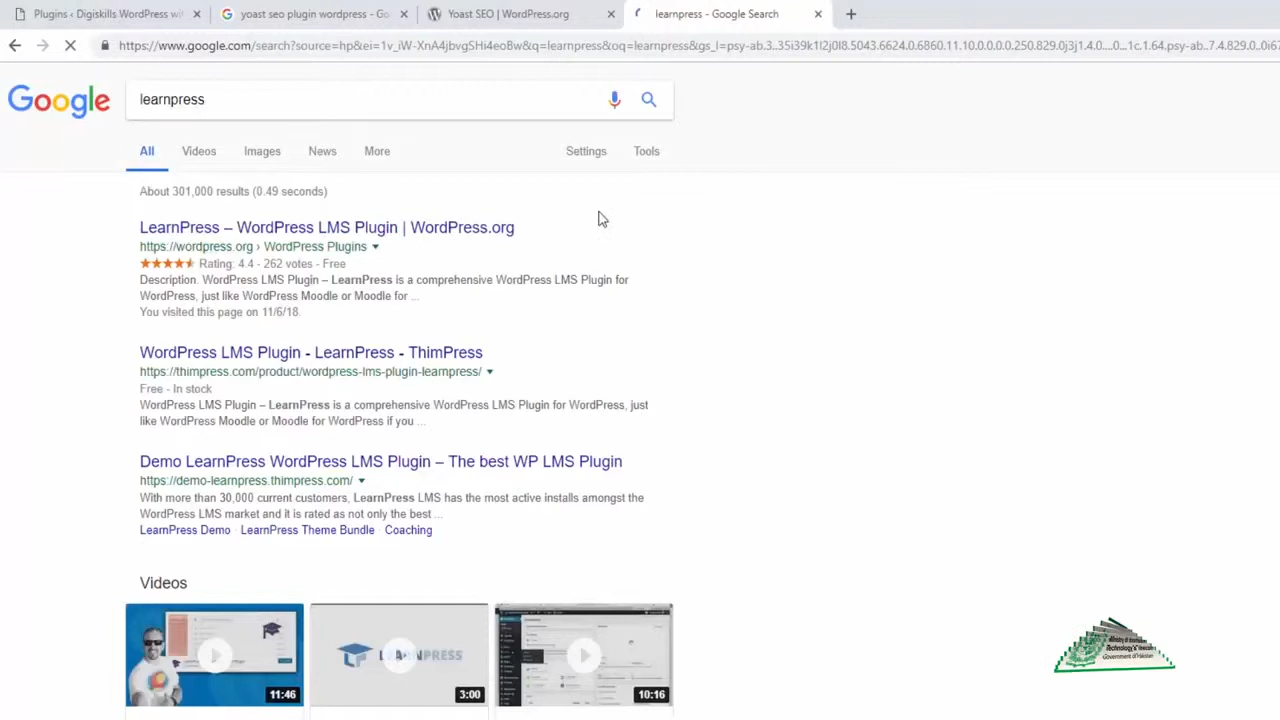 Plugins ‹ Digiskills WordPress wi
yoast seo plugin wordpress - Go
Yoast SEO | WordPress.org
learnpress - Google Search
https://www.google.com/search?source=hp&ei=1v_iW-XnA4jbvgSHi4eoBw&q=learnpress&oq=learnpress&gs_l=psy-ab.3..35i39k1l2j0l8.5043.6624.0.6860.11.10.0.0.0.0.250.829.0j3j1.4.0....0...1c.1.64.psy-ab..7.4.829.0..0i67
Google
learnpress
All
Videos
Images
News
More
Settings
Tools
About 301,000 results (0.49 seconds)
LearnPress – WordPress LMS Plugin | WordPress.org
https://wordpress.org › WordPress Plugins
Rating: 4.4 - 262 votes - Free
Description. WordPress LMS Plugin – LearnPress is a comprehensive WordPress LMS Plugin for
WordPress, just like WordPress Moodle or Moodle for ...
You visited this page on 11/6/18.
WordPress LMS Plugin - LearnPress - ThimPress
https://thimpress.com/product/wordpress-lms-plugin-learnpress/
Free - In stock
WordPress LMS Plugin – LearnPress is a comprehensive WordPress LMS Plugin for WordPress, just
like WordPress Moodle or Moodle for WordPress if you ...
Demo LearnPress WordPress LMS Plugin – The best WP LMS Plugin
https://demo-learnpress.thimpress.com/
With more than 30,000 current customers, LearnPress LMS has the most active installs amongst the
WordPress LMS market and it is rated as not only the best ...
LearnPress Demo · LearnPress Theme Bundle · Coaching
Videos
LEARNPRESS
11:46
3:00
10:16
Ministry of Information
Technology & Telecom
Government of Pakistan